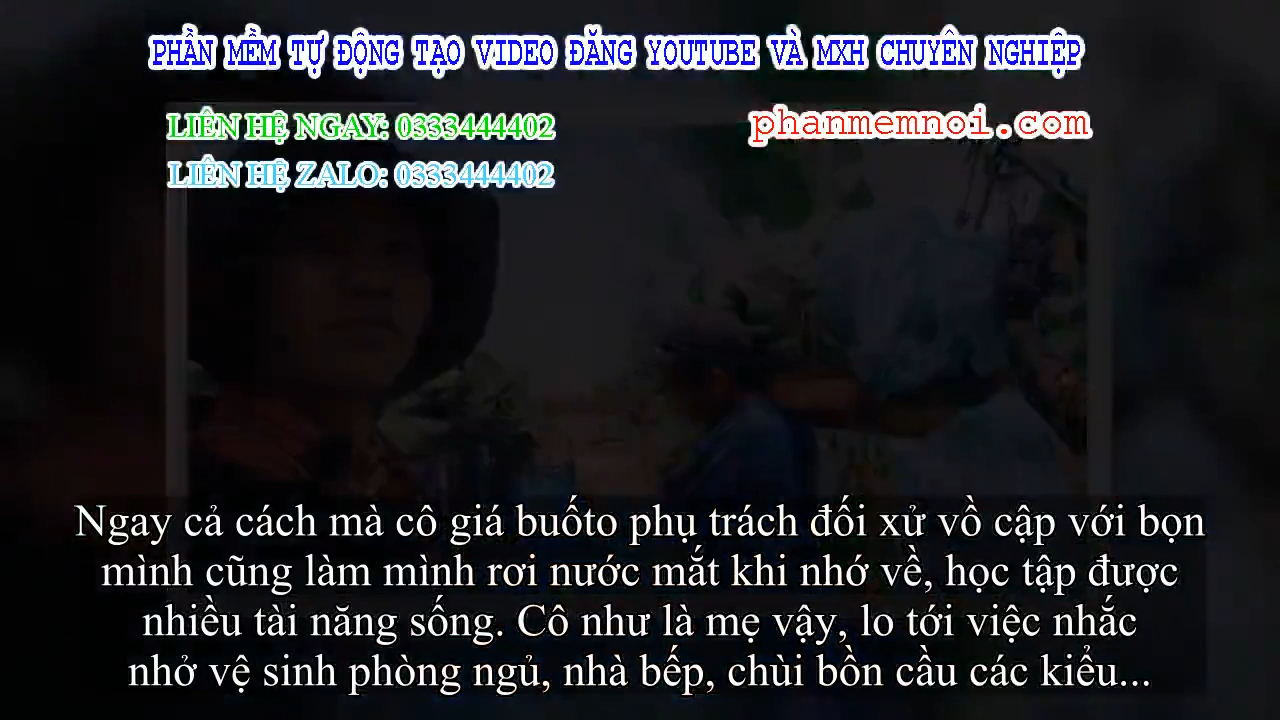 PHẦN MỀM TỰ ĐỘNG TẠO VIDEO ĐĂNG YOUTUBE VÀ MXH CHUYÊN NGHIỆP
LIÊN HỆ NGAY: 0333444402
phanmemnoi.com
LIÊN HỆ ZALO: 0333444402
Ngay cả cách mà cô giá buốto phụ trách đối xử vồ cập với bọn
mình cũng làm mình rơi nước mắt khi nhớ về, học tập được
nhiều tài năng sống. Cô như là mẹ vậy, lo tới việc nhắc
nhở vệ sinh phòng ngủ, nhà bếp, chùi bồn cầu các kiểu...